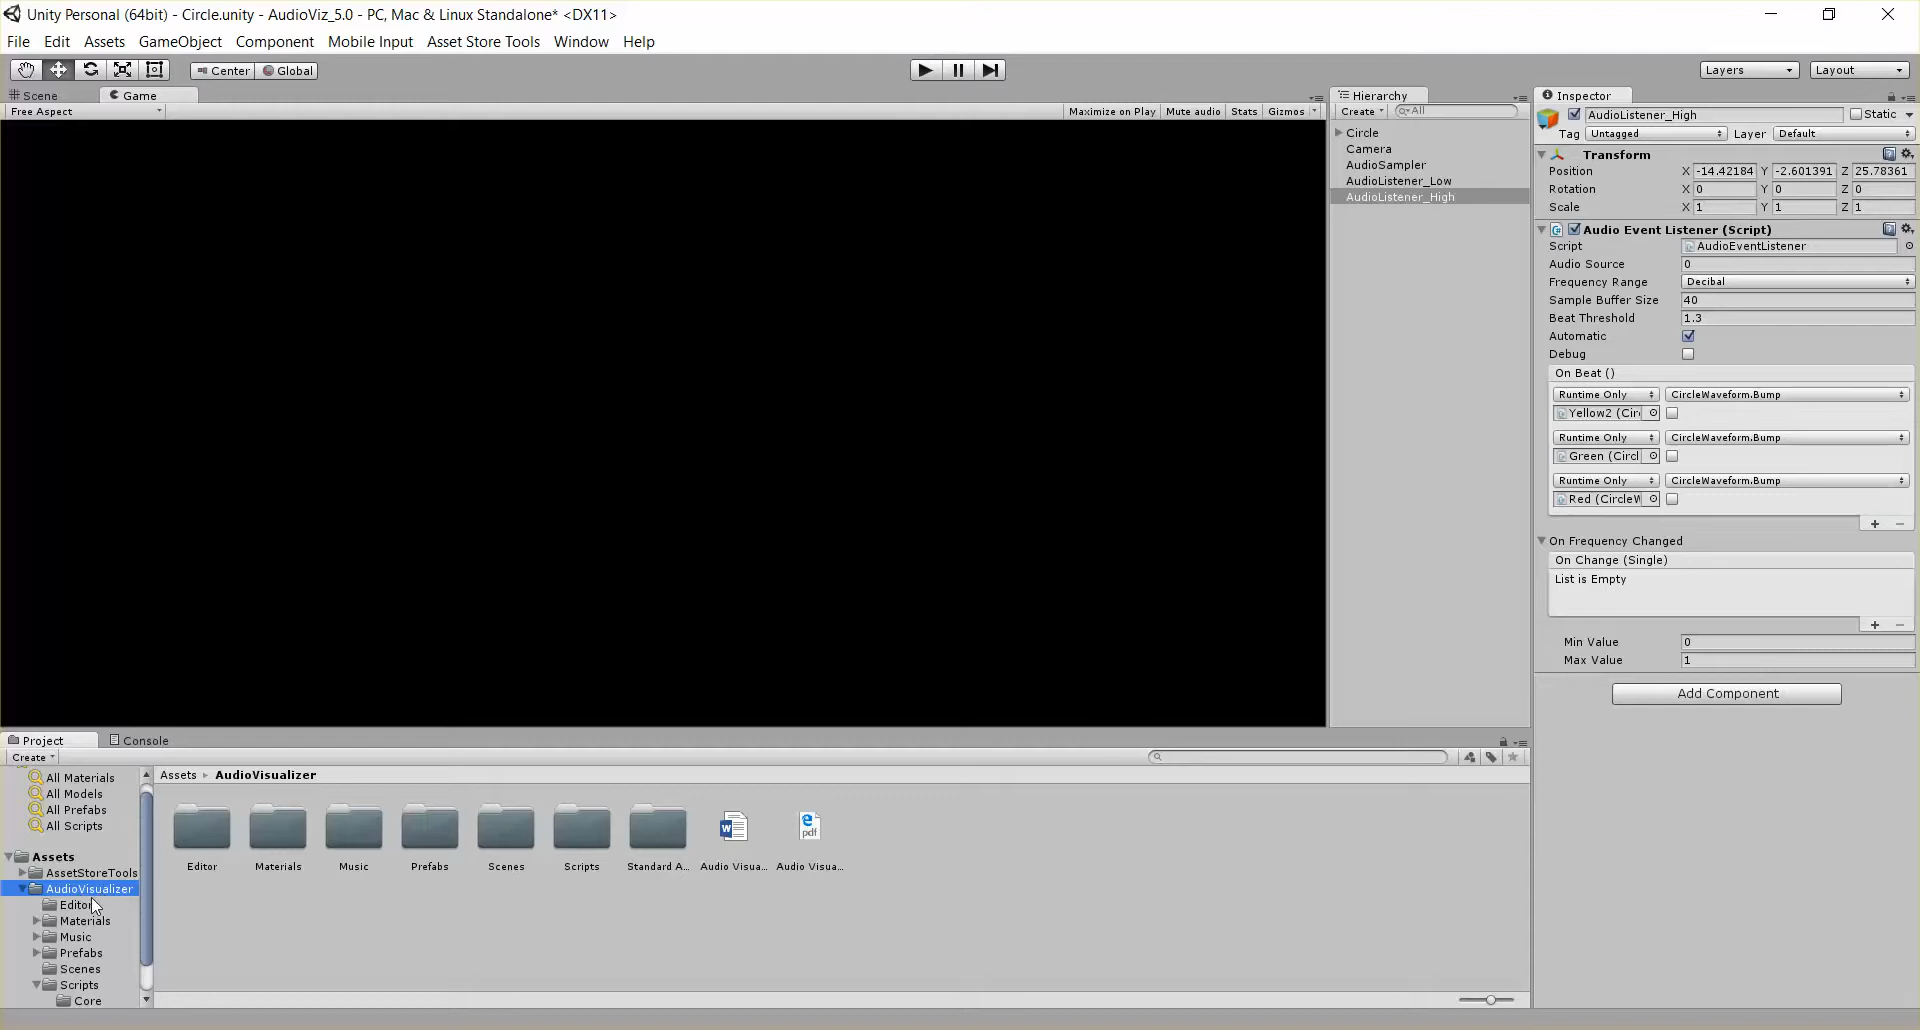 Unity Personal (64bit) - Circle.unity - AudioViz_5.0 - PC, Mac & Linux Standalone* <DX11>
File Edit Assets GameObject Component Mobile Input Asset Store Tools Window Help
Center Global Layers Layout
Scene Game Hierarchy Inspector
Free Aspect Maximize on Play Mute audio Stats Gizmos Create All
AudioListener_High Static
Tag Untagged Layer Default
Circle
Camera
AudioSampler
AudioListener_Low
AudioListener_High
Transform
Position X -14.42184 Y -2.601391 Z 25.78361
Rotation X 0 Y 0 Z 0
Scale X 1 Y 1 Z 1
Audio Event Listener (Script)
Script AudioEventListener
Audio Source 0
Frequency Range Decibal
Sample Buffer Size 40
Beat Threshold 1.3
Automatic
Debug
On Beat ()
Runtime Only CircleWaveform.Bump
Yellow2 (Cir
Runtime Only CircleWaveform.Bump
Green (Circl
Runtime Only CircleWaveform.Bump
Red (CircleW
On Frequency Changed
On Change (Single)
List is Empty
Min Value 0
Max Value 1
Add Component
Project Console
Create
All Materials
All Models
All Prefabs
All Scripts
Assets
AssetStoreTools
AudioVisualizer
Editor
Materials
Music
Prefabs
Scenes
Scripts
Core
Assets AudioVisualizer
pdf
Editor Materials Music Prefabs Scenes Scripts Standard A... Audio Visua... Audio Visua...